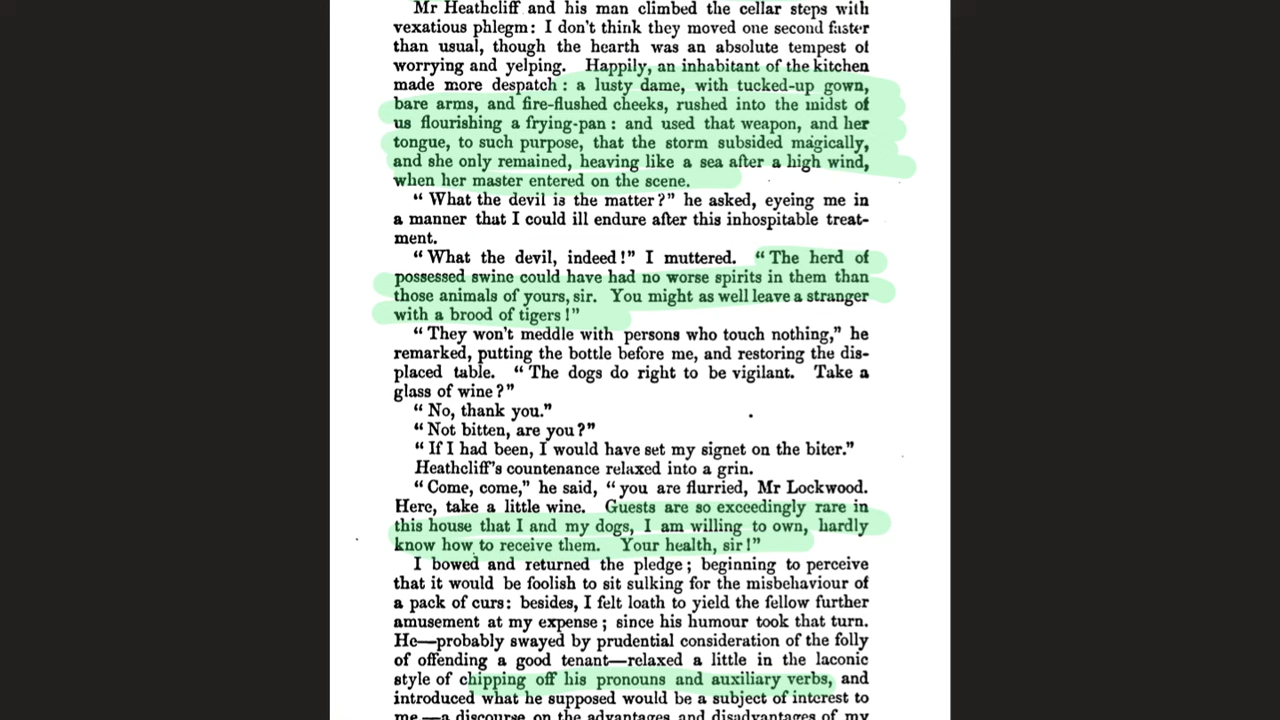 Mr Heathcliff and his man climbed the cellar steps with
vexatious phlegm: I don't think they moved one second faster
than usual, though the hearth was an absolute tempest of
worrying and yelping. Happily, an inhabitant of the kitchen
made more despatch: a lusty dame, with tucked-up gown,
bare arms, and fire-flushed cheeks, rushed into the midst of
us flourishing a frying-pan: and used that weapon, and her
tongue, to such purpose, that the storm subsided magically,
and she only remained, heaving like a sea after a high wind,
when her master entered on the scene.
“What the devil is the matter?” he asked, eyeing me in
a manner that I could ill endure after this inhospitable treat-
ment.
“What the devil, indeed!” I muttered. “The herd of
possessed swine could have had no worse spirits in them than
those animals of yours, sir. You might as well leave a stranger
with a brood of tigers!”
“They won't meddle with persons who touch nothing,” he
remarked, putting the bottle before me, and restoring the dis-
placed table. “The dogs do right to be vigilant. Take a
glass of wine?”
“No, thank you.”
“Not bitten, are you?”
“If I had been, I would have set my signet on the biter.”
Heathcliff's countenance relaxed into a grin.
“Come, come,” he said, “you are flurried, Mr Lockwood.
Here, take a little wine. Guests are so exceedingly rare in
this house that I and my dogs, I am willing to own, hardly
know how to receive them. Your health, sir!”
I bowed and returned the pledge; beginning to perceive
that it would be foolish to sit sulking for the misbehaviour of
a pack of curs: besides, I felt loath to yield the fellow further
amusement at my expense; since his humour took that turn.
He—probably swayed by prudential consideration of the folly
of offending a good tenant—relaxed a little in the laconic
style of chipping off his pronouns and auxiliary verbs, and
introduced what he supposed would be a subject of interest to
me,—a discourse on the advantages and disadvantages of my